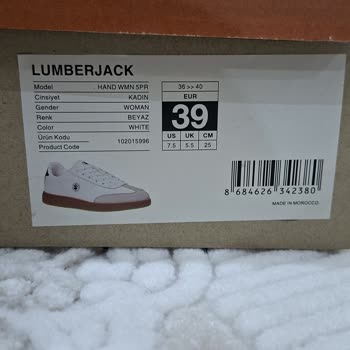 LUMBERJACK
Model HAND WMN 5PR
Cinsiyet KADIN
Gender WOMAN
Renk BEYAZ
Color WHITE
Ürün Kodu
Product Code 102015996
36 >> 40
EUR
39
US UK CM
7.5 5.5 25
8 684626 342380
MADE IN MOROCCO